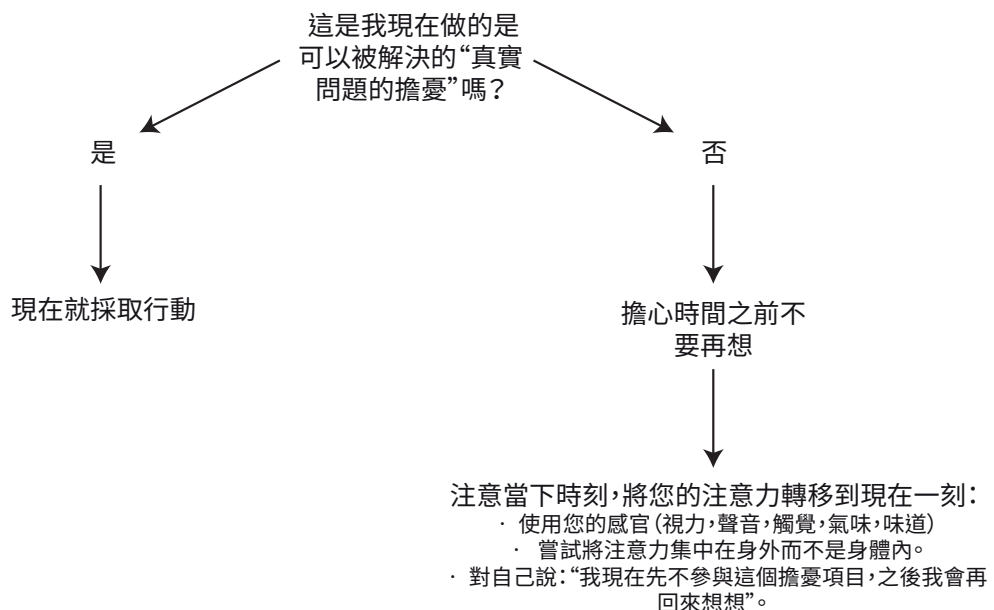 這是我現在做的是
可以被解決的“真實
問題的擔憂”嗎？
是
否
現在就採取行動
擔心時間之前不
要再想
注意當下時刻，將您的注意力轉移到現在一刻：
· 使用您的感官（視力，聲音，觸覺，氣味，味道）
· 嘗試將注意力集中在身外而不是身體內。
· 對自己說：“我現在先不參與這個擔憂項目，之後我會再
回來想想”。